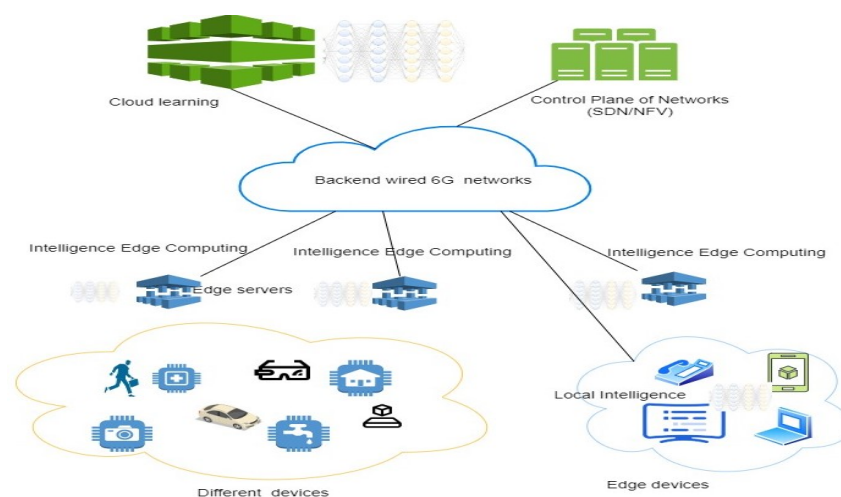 Cloud learning
Control Plane of Networks
(SDN/NFV)
Backend wired 6G networks
Intelligence Edge Computing
Intelligence Edge Computing
Intelligence Edge Computing
Edge servers
Local Intelligence
Different devices
Edge devices